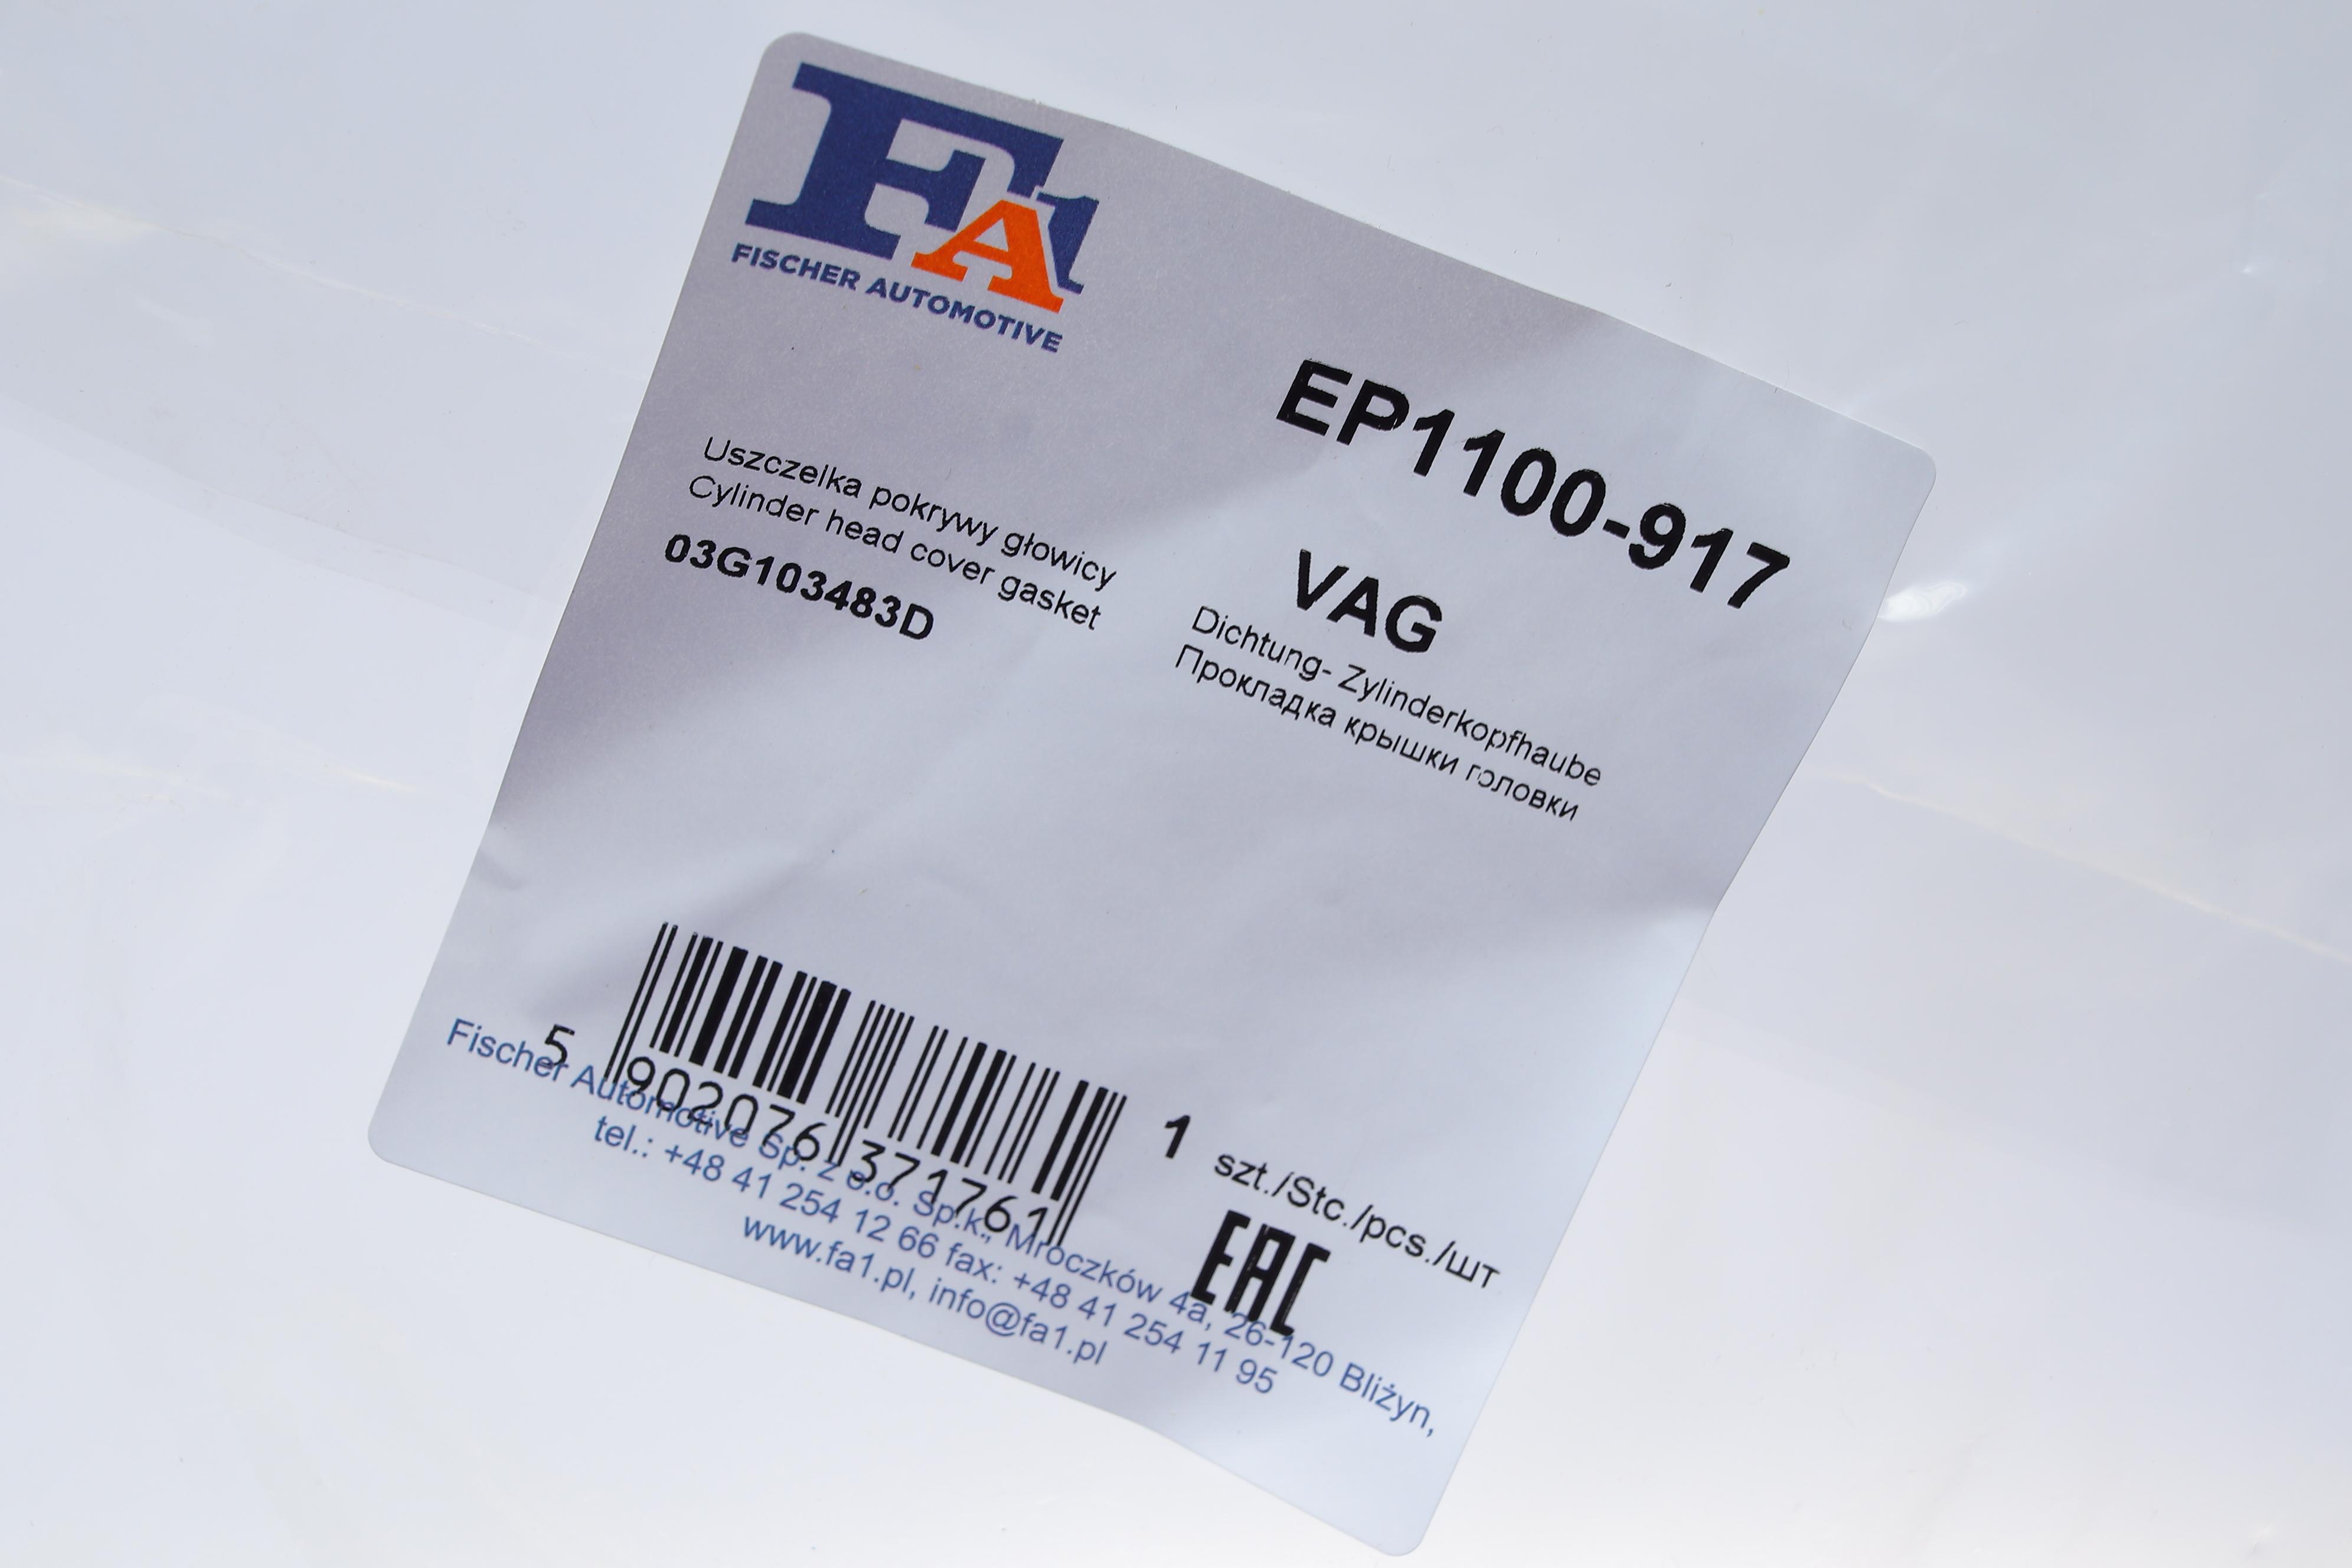 FA1
FISCHER AUTOMOTIVE
EP1100-917
VAG
Uszczelka pokrywy głowicy
Cylinder head cover gasket
03G103483D
Dichtung- Zylinderkopfhaube
Прокладка крышки головки
5 902076 371761
1 szt./Stc./pcs./шт
EAC
Fischer Automotive Sp. z o.o. Sp.k., Mroczków 4a, 26-120 Bliżyn,
tel.: +48 41 254 12 66 fax: +48 41 254 11 95
www.fa1.pl, info@fa1.pl